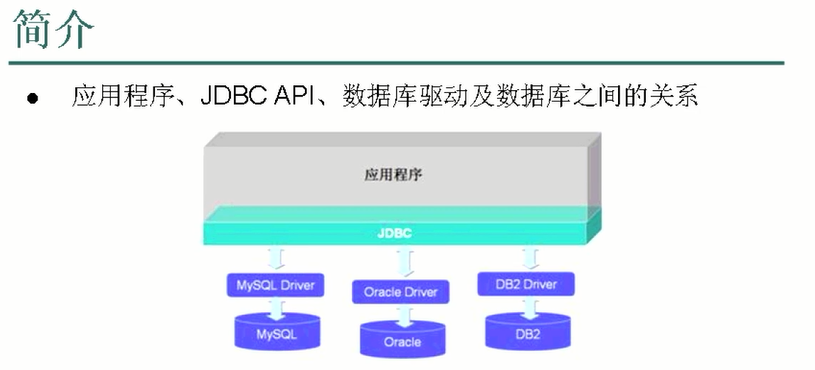 简介
● 应用程序、JDBC API、数据库驱动及数据库之间的关系
应用程序
JDBC
MySQL Driver Oracle Driver DB2 Driver
MySQL Oracle DB2